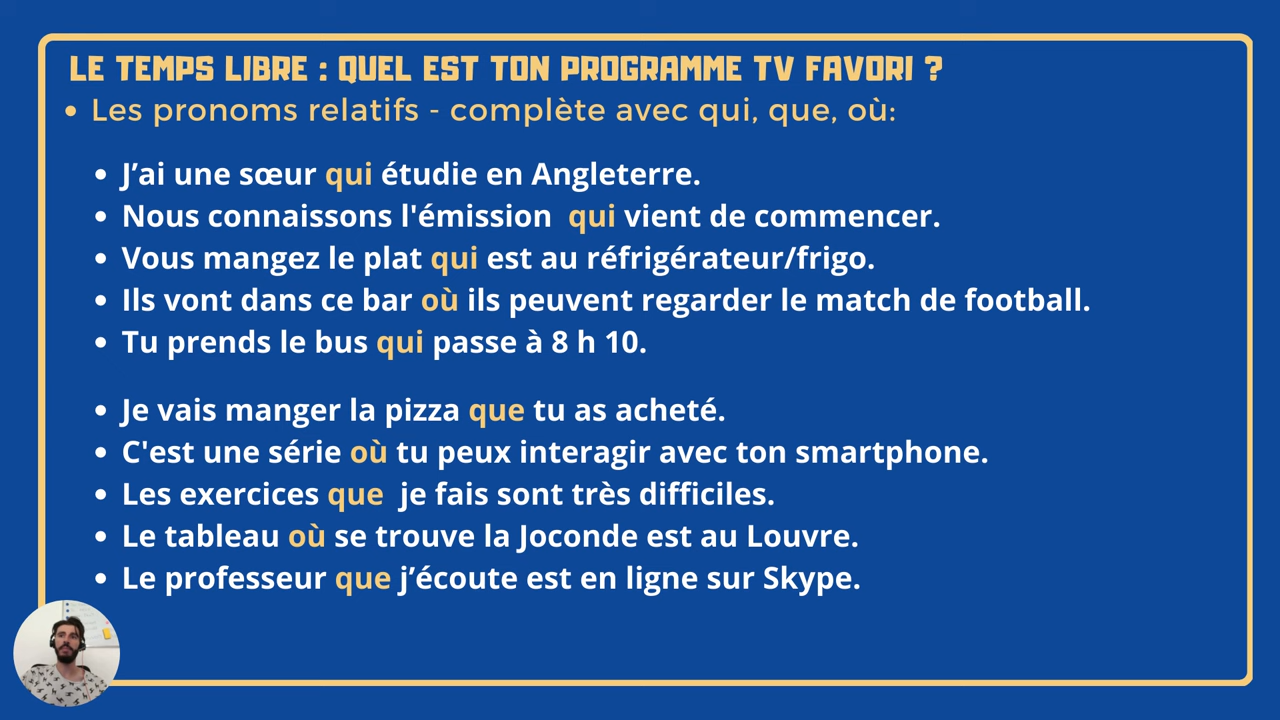 LE TEMPS LIBRE : QUEL EST TON PROGRAMME TV FAVORI ?
• Les pronoms relatifs - complète avec qui, que, où:
• J’ai une sœur qui étudie en Angleterre.
• Nous connaissons l'émission qui vient de commencer.
• Vous mangez le plat qui est au réfrigérateur/frigo.
• Ils vont dans ce bar où ils peuvent regarder le match de football.
• Tu prends le bus qui passe à 8 h 10.
• Je vais manger la pizza que tu as acheté.
• C'est une série où tu peux interagir avec ton smartphone.
• Les exercices que je fais sont très difficiles.
• Le tableau où se trouve la Joconde est au Louvre.
• Le professeur que j’écoute est en ligne sur Skype.